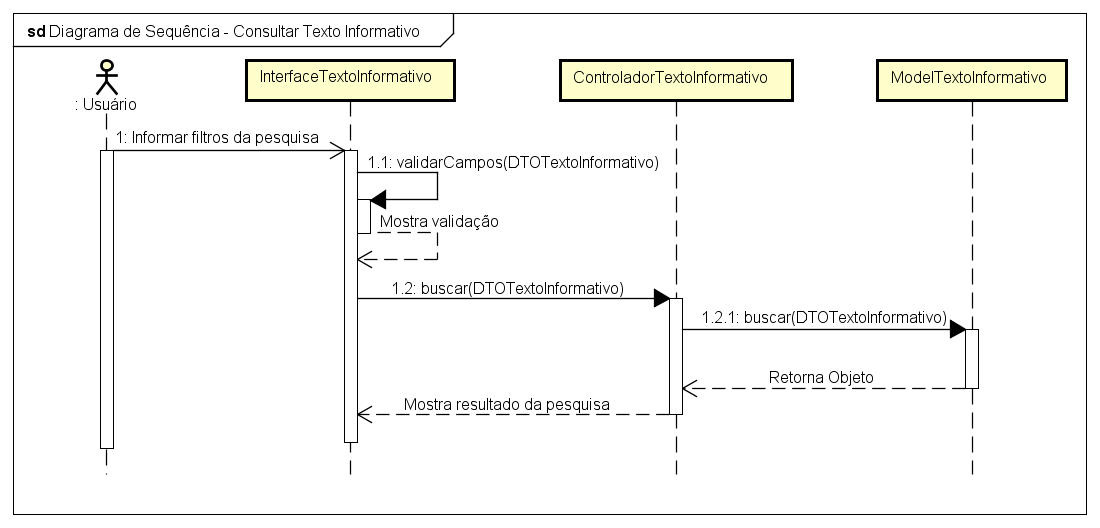 sd Diagrama de Sequência - Consultar Texto Informativo
: Usuário
InterfaceTextoInformativo
ControladorTextoInformativo
ModelTextoInformativo
1: Informar filtros da pesquisa
1.1: validarCampos(DTOTextoInformativo)
Mostra validação
1.2: buscar(DTOTextoInformativo)
1.2.1: buscar(DTOTextoInformativo)
Retorna Objeto
Mostra resultado da pesquisa